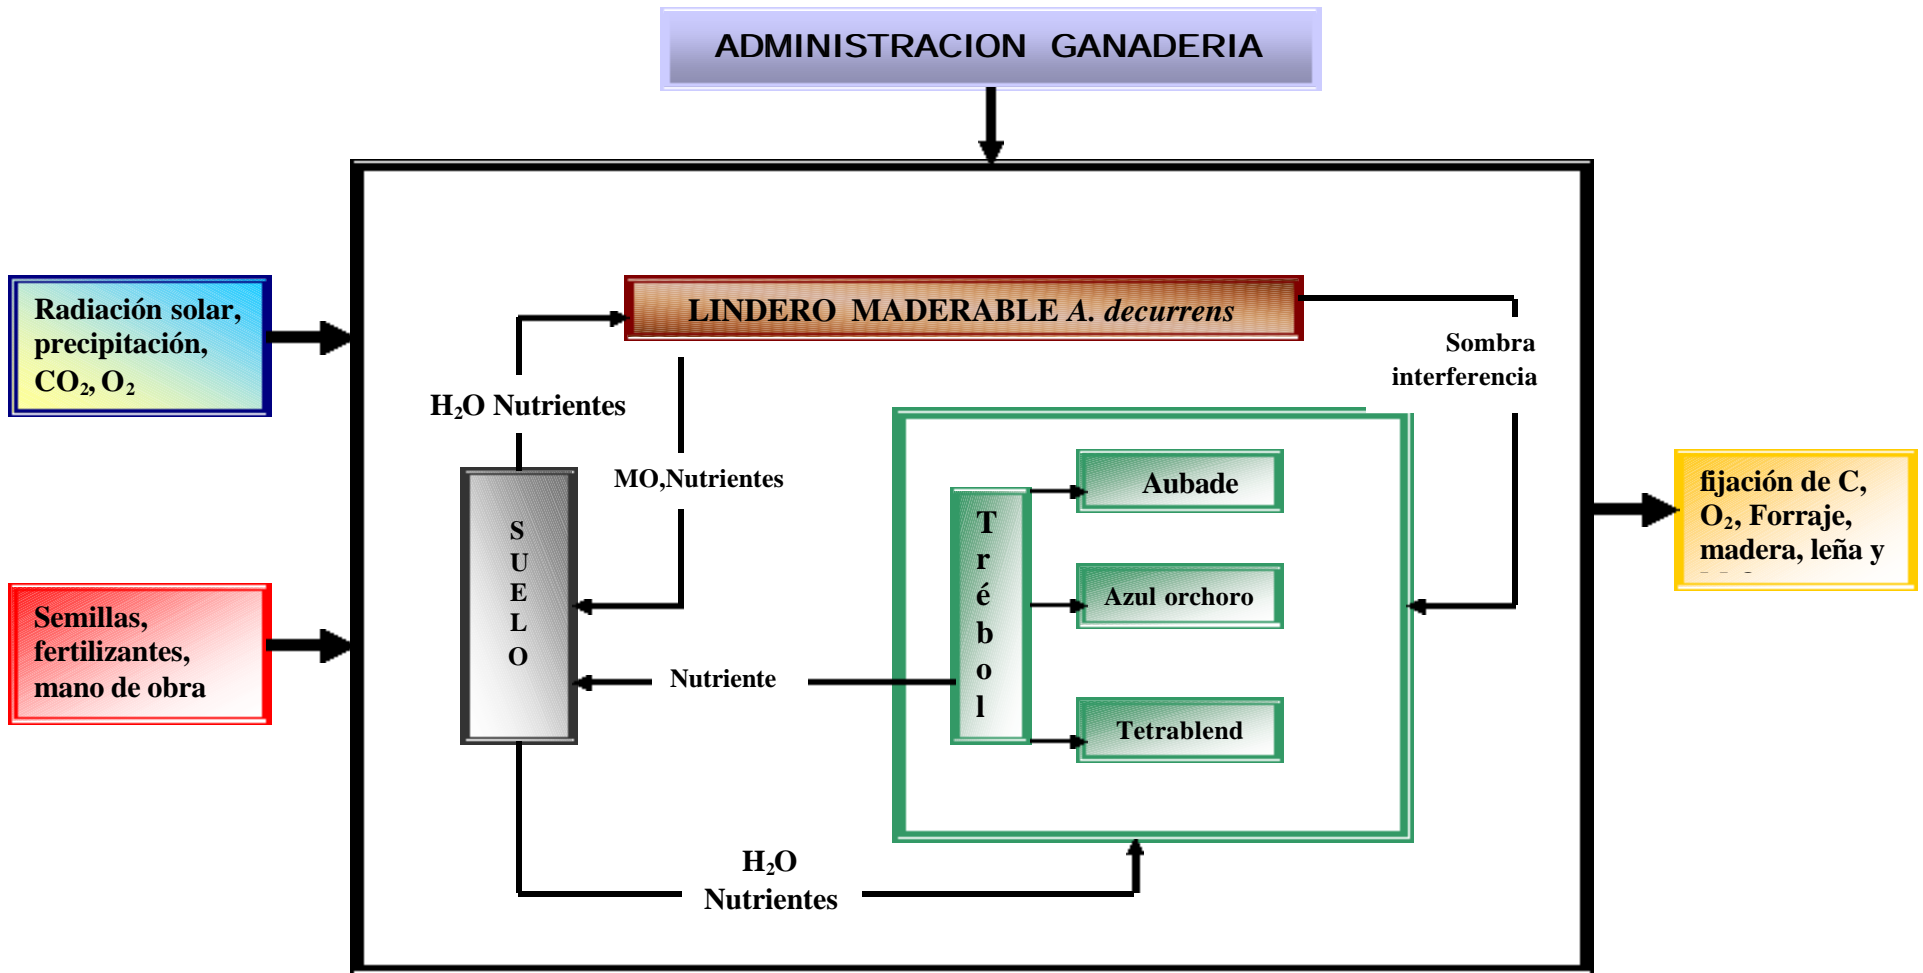 ADMINISTRACION GANADERIA
Radiación solar,
precipitación,
CO₂, O₂
LINDERO MADERABLE A. decurrens
Sombra
interferencia
H₂O Nutrientes
MO,Nutrientes
S
U
E
L
O
T
r
é
b
o
l
Aubade
Azul orchoro
Tetrablend
fijación de C,
O₂, Forraje,
madera, leña y
Semillas,
fertilizantes,
mano de obra
Nutriente
H₂O
Nutrientes